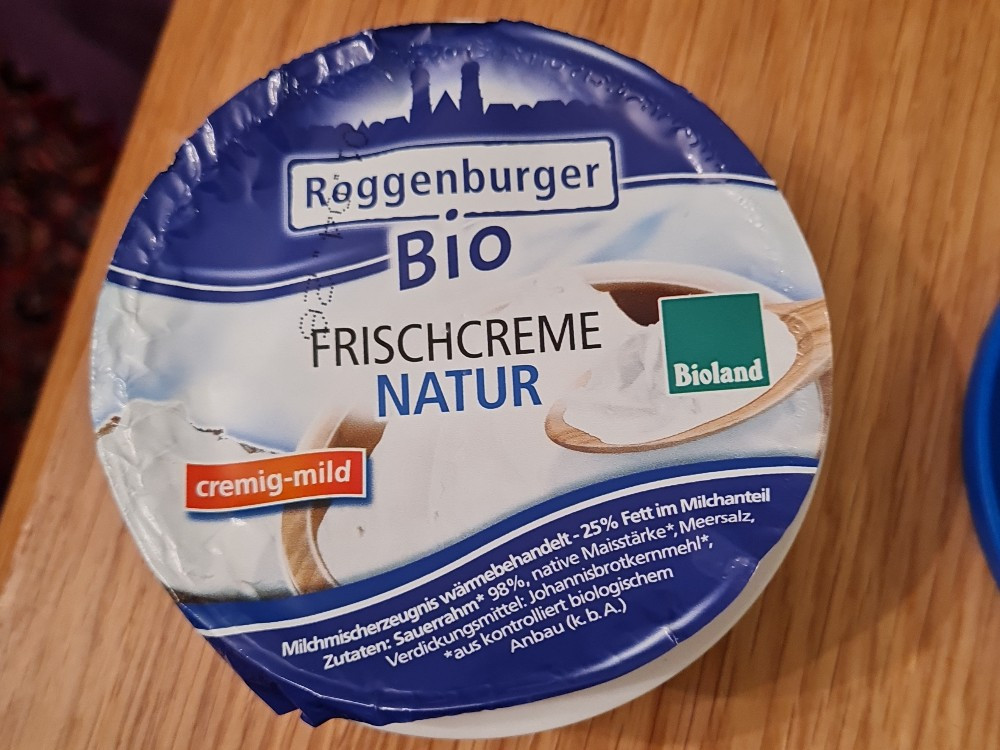 Roggenburger
Bio
FRISCHCREME
NATUR
Bioland
cremig-mild
Milchmischerzeugnis wärmebehandelt - 25% Fett im Milchanteil
Zutaten: Sauerrahm* 98%, native Maisstärke*, Meersalz,
Verdickungsmittel: Johannisbrotkernmehl*,
*aus kontrolliert biologischem
Anbau (k. b. A.)